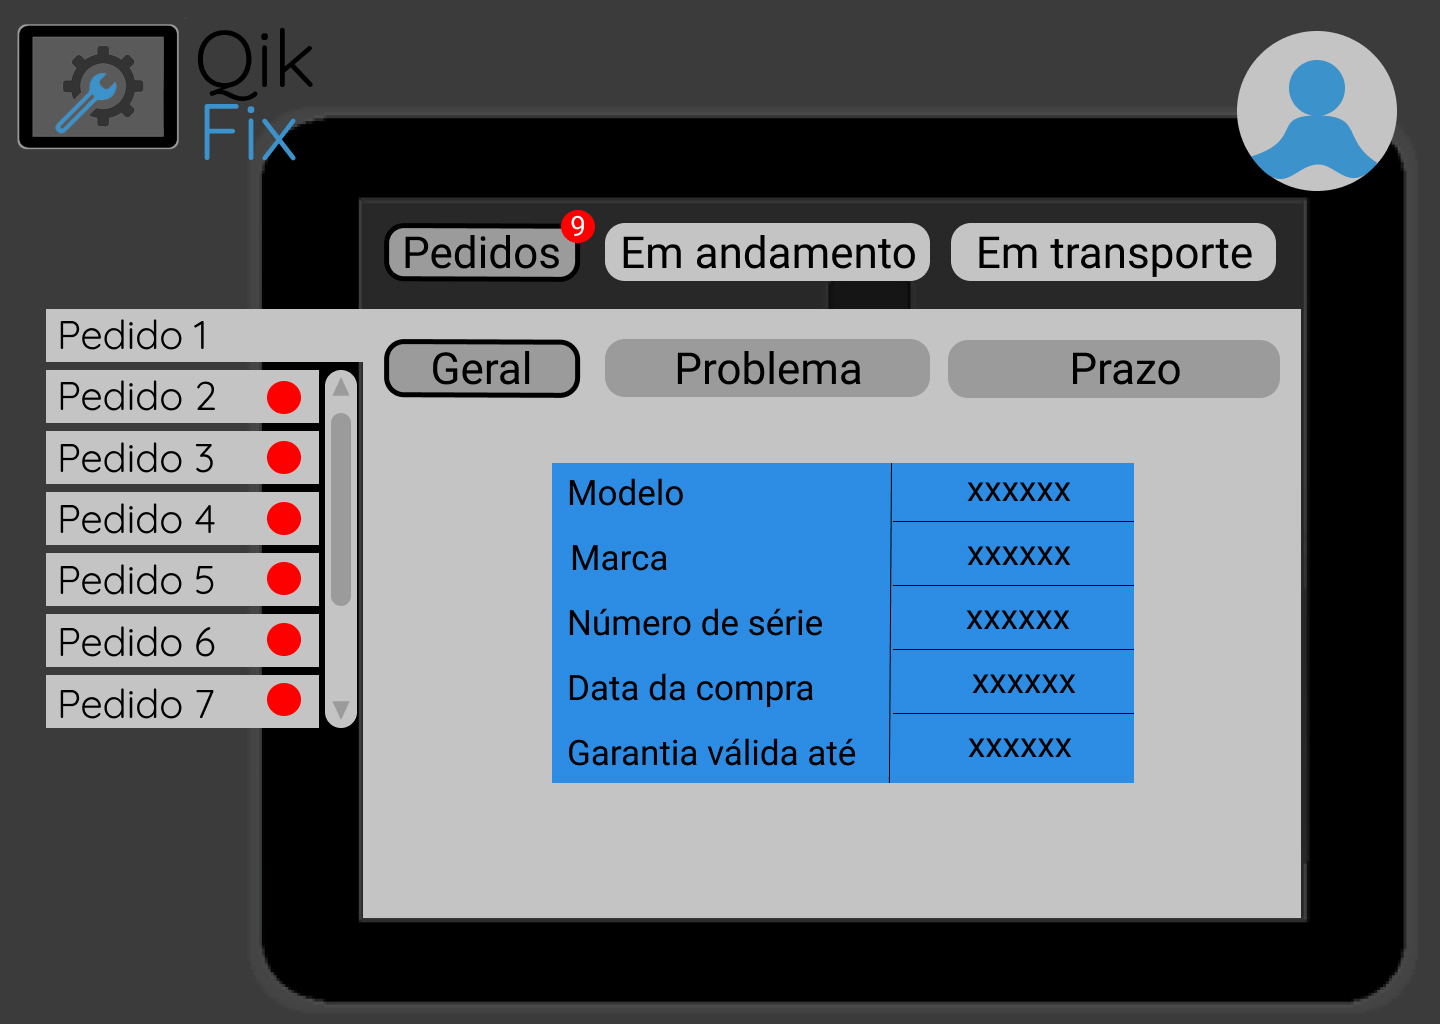 Qik
Fix
Pedidos
9
Em andamento
Em transporte
Pedido 1
Pedido 2
Pedido 3
Pedido 4
Pedido 5
Pedido 6
Pedido 7
Geral
Problema
Prazo
Modelo xxxxxx
Marca xxxxxx
Número de série xxxxxx
Data da compra xxxxxx
Garantia válida até xxxxxx